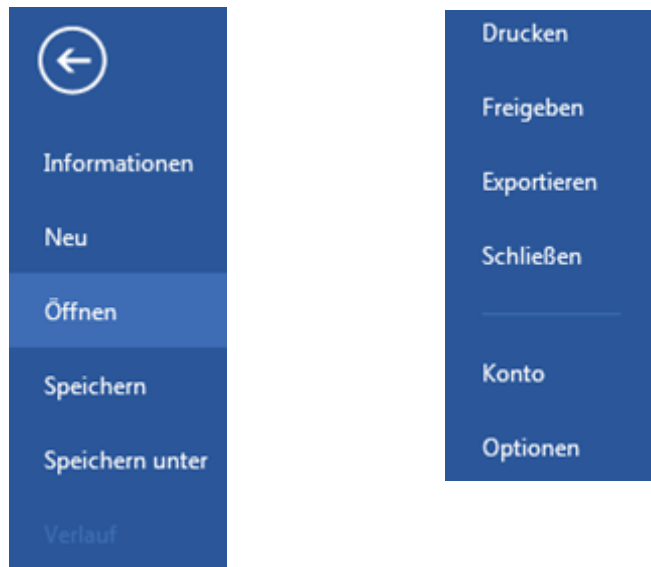 Informationen
Neu
Öffnen
Speichern
Speichern unter
Verlauf
Drucken
Freigeben
Exportieren
Schließen
Konto
Optionen